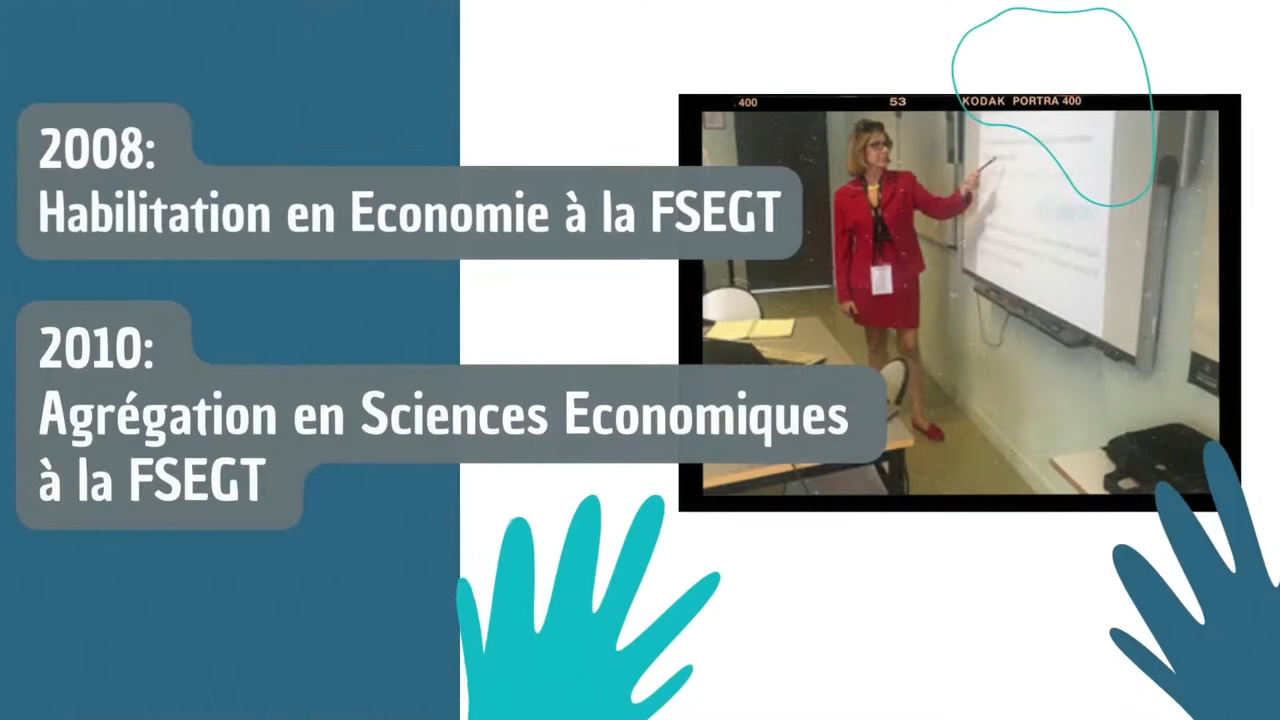 2008:
Habilitation en Economie à la FSEGT
2010:
Agrégation en Sciences Economiques
à la FSEGT
400
53
KODAK PORTRA 400